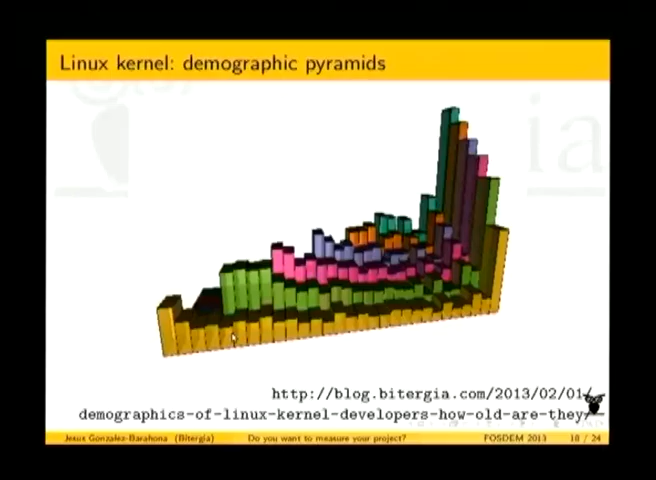 Linux kernel: demographic pyramids
ia
http://blog.bitergia.com/2013/02/01/
demographics-of-linux-kernel-developers-how-old-are-they/
Jesus Gonzalez-Barahona (Bitergia) Do you want to measure your project? FOSDEM 2013 18 / 24